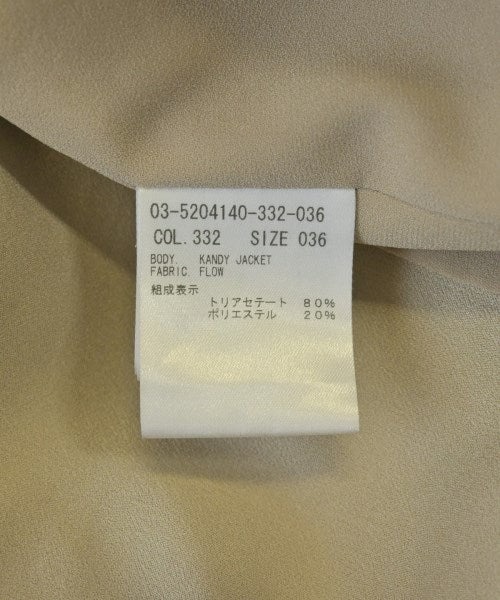 03-5204140-332-036
COL.332 SIZE 036
BODY. KANDY JACKET
FABRIC. FLOW
組成表示
トリアセテート 80%
ポリエステル 20%